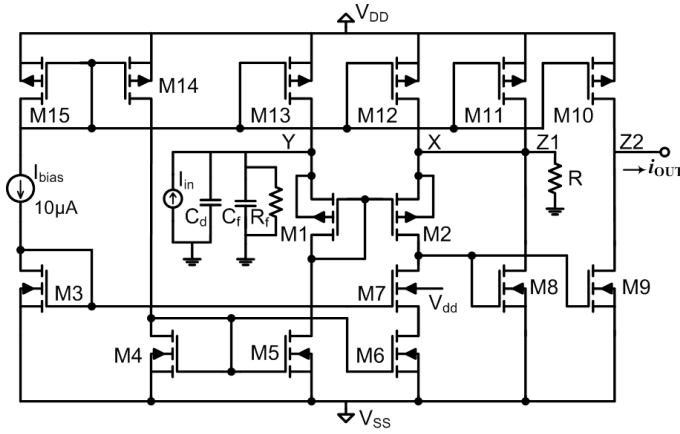 V_DD
M15
M14
M13
M12
M11
M10
Y
X
Z1
Z2
i_OUT
I_bias
10µA
I_in
C_d
C_f
R_f
R
M1
M2
M3
M7
V_dd
M8
M9
M4
M5
M6
V_SS